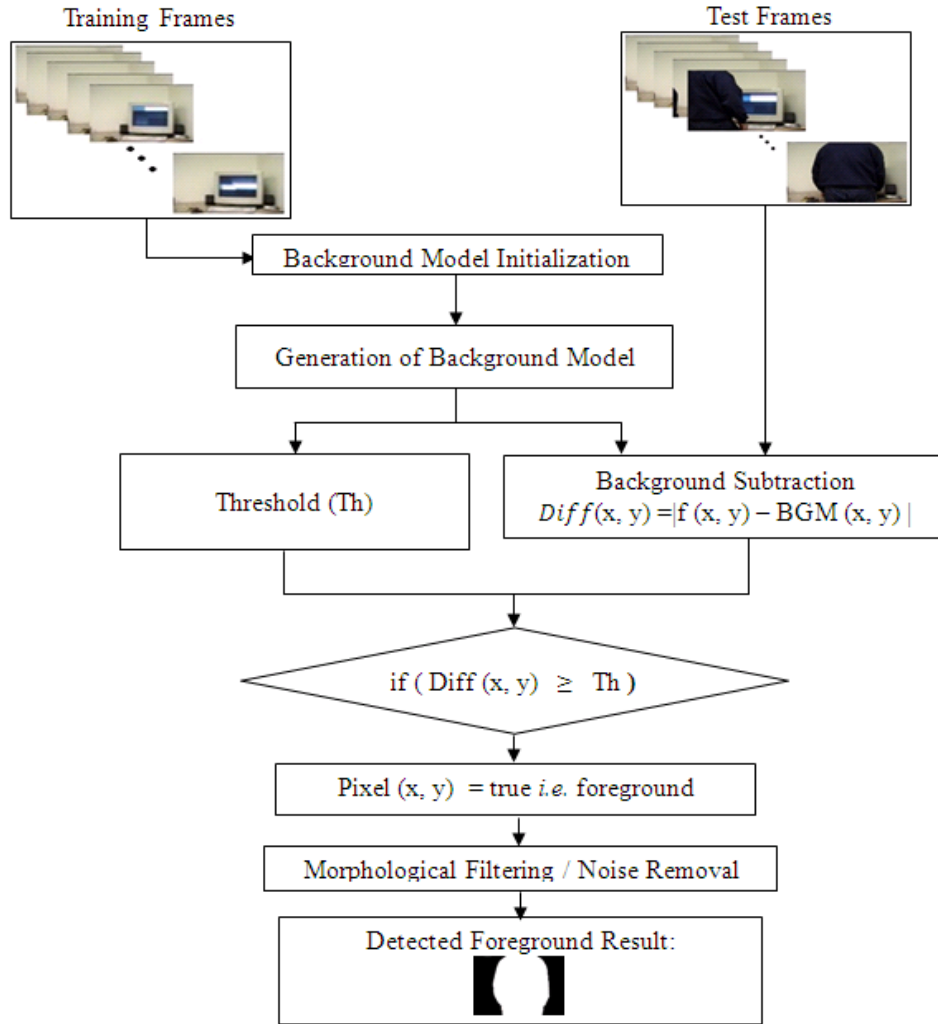 Training Frames
Test Frames
Background Model Initialization
Generation of Background Model
Threshold (Th)
Background Subtraction
Diff(x, y) =|f (x, y) – BGM (x, y) |
if ( Diff (x, y) ≥ Th )
Pixel (x, y) = true i.e. foreground
Morphological Filtering / Noise Removal
Detected Foreground Result: